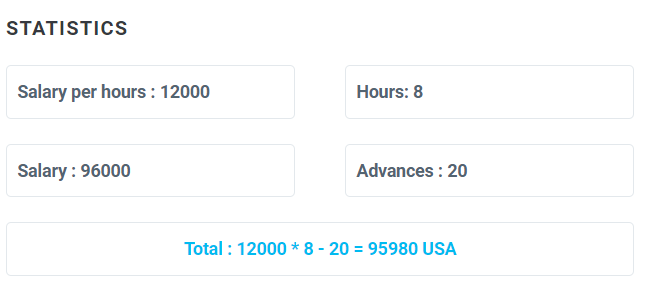 STATISTICS
Salary per hours : 12000
Hours: 8
Salary : 96000
Advances : 20
Total : 12000 * 8 - 20 = 95980 USA